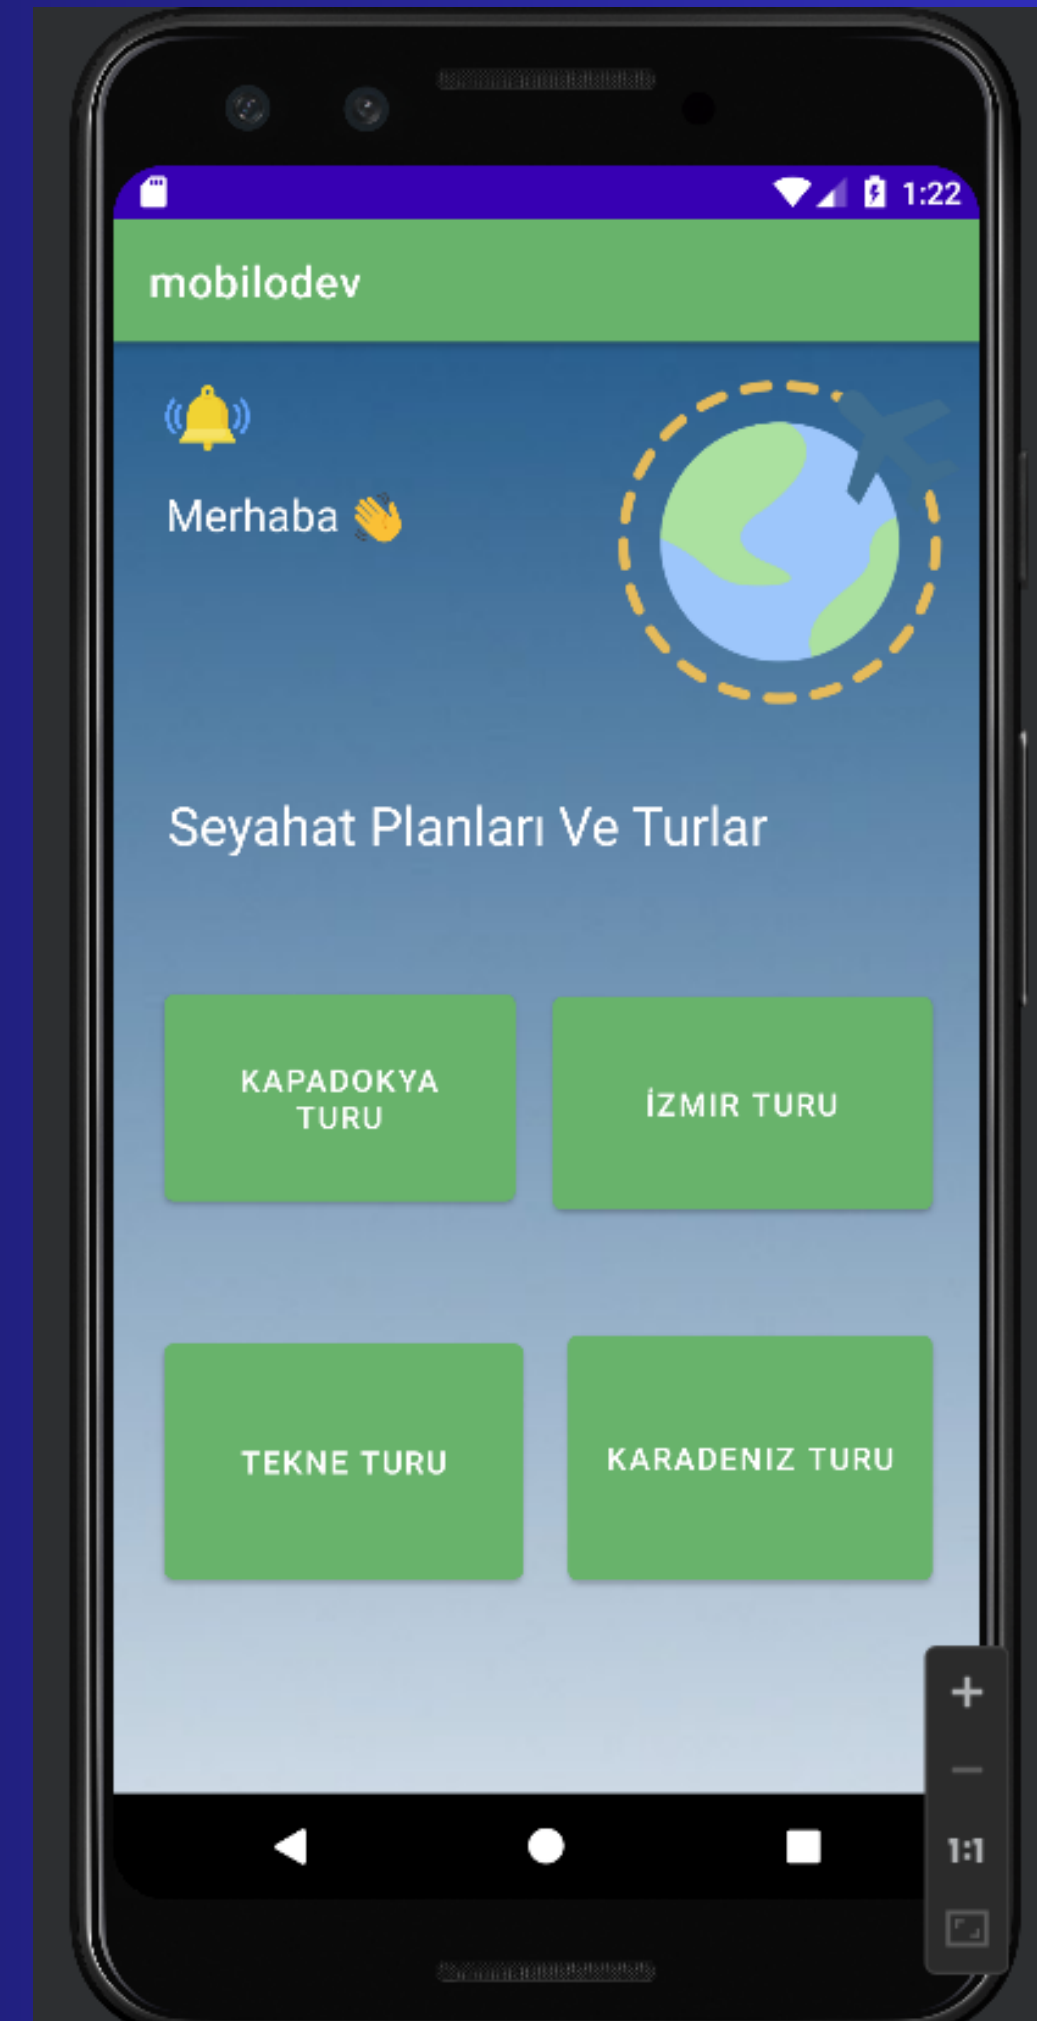 1:22
mobilodev
Merhaba 👋
Seyahat Planları Ve Turlar
KAPADOKYA
TURU
İZMIR TURU
TEKNE TURU
KARADENIZ TURU
1:1